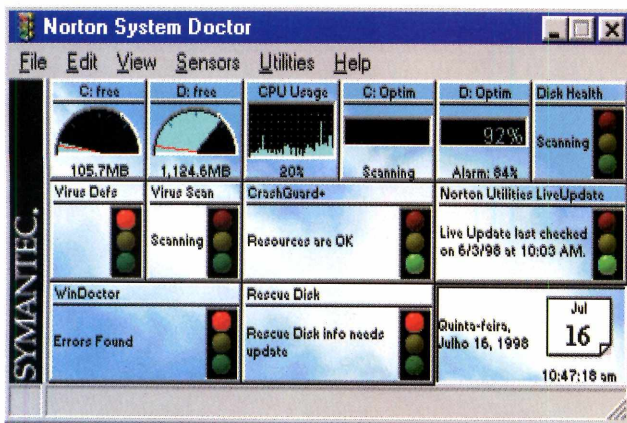 Norton System Doctor
File Edit View Sensors Utilities Help
C: free
D: free
CPU Usage
C: Optim
D: Optim
Disk Health
92%
Scanning
105.7MB
1,124.6MB
20%
Scanning
Alarm: 84%
Virus Defs
Virus Scan
CrashGuard+
Norton Utilities LiveUpdate
Scanning
Resources are OK
Live Update last checked
on 6/3/98 at 10:03 AM.
WinDoctor
Rescue Disk
Errors Found
Rescue Disk info needs
update
Quinta-feira,
Julho 16, 1998
Jul
16
10:47:18 am
SYMANTEC.